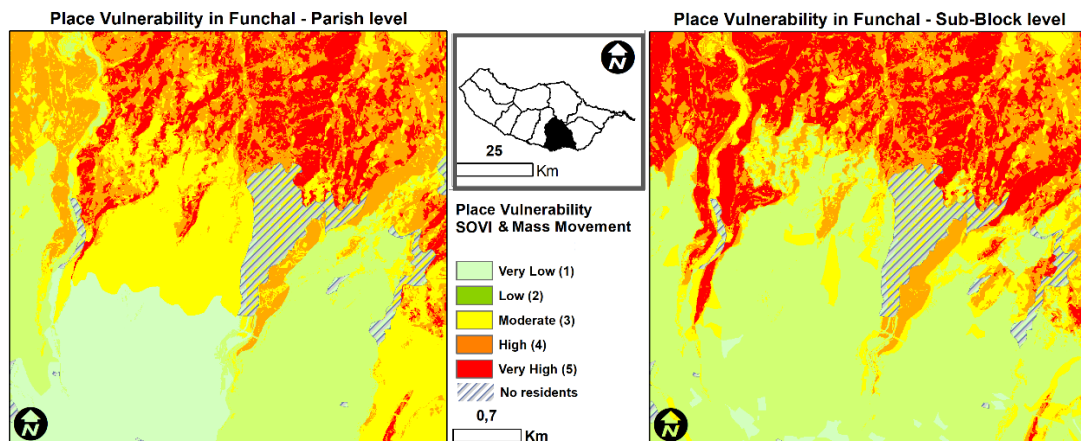 Place Vulnerability in Funchal - Parish level
Place Vulnerability in Funchal - Sub-Block level
N
25
Km
Place Vulnerability
SOVI & Mass Movement
Very Low (1)
Low (2)
Moderate (3)
High (4)
Very High (5)
No residents
0,7
Km
N
N